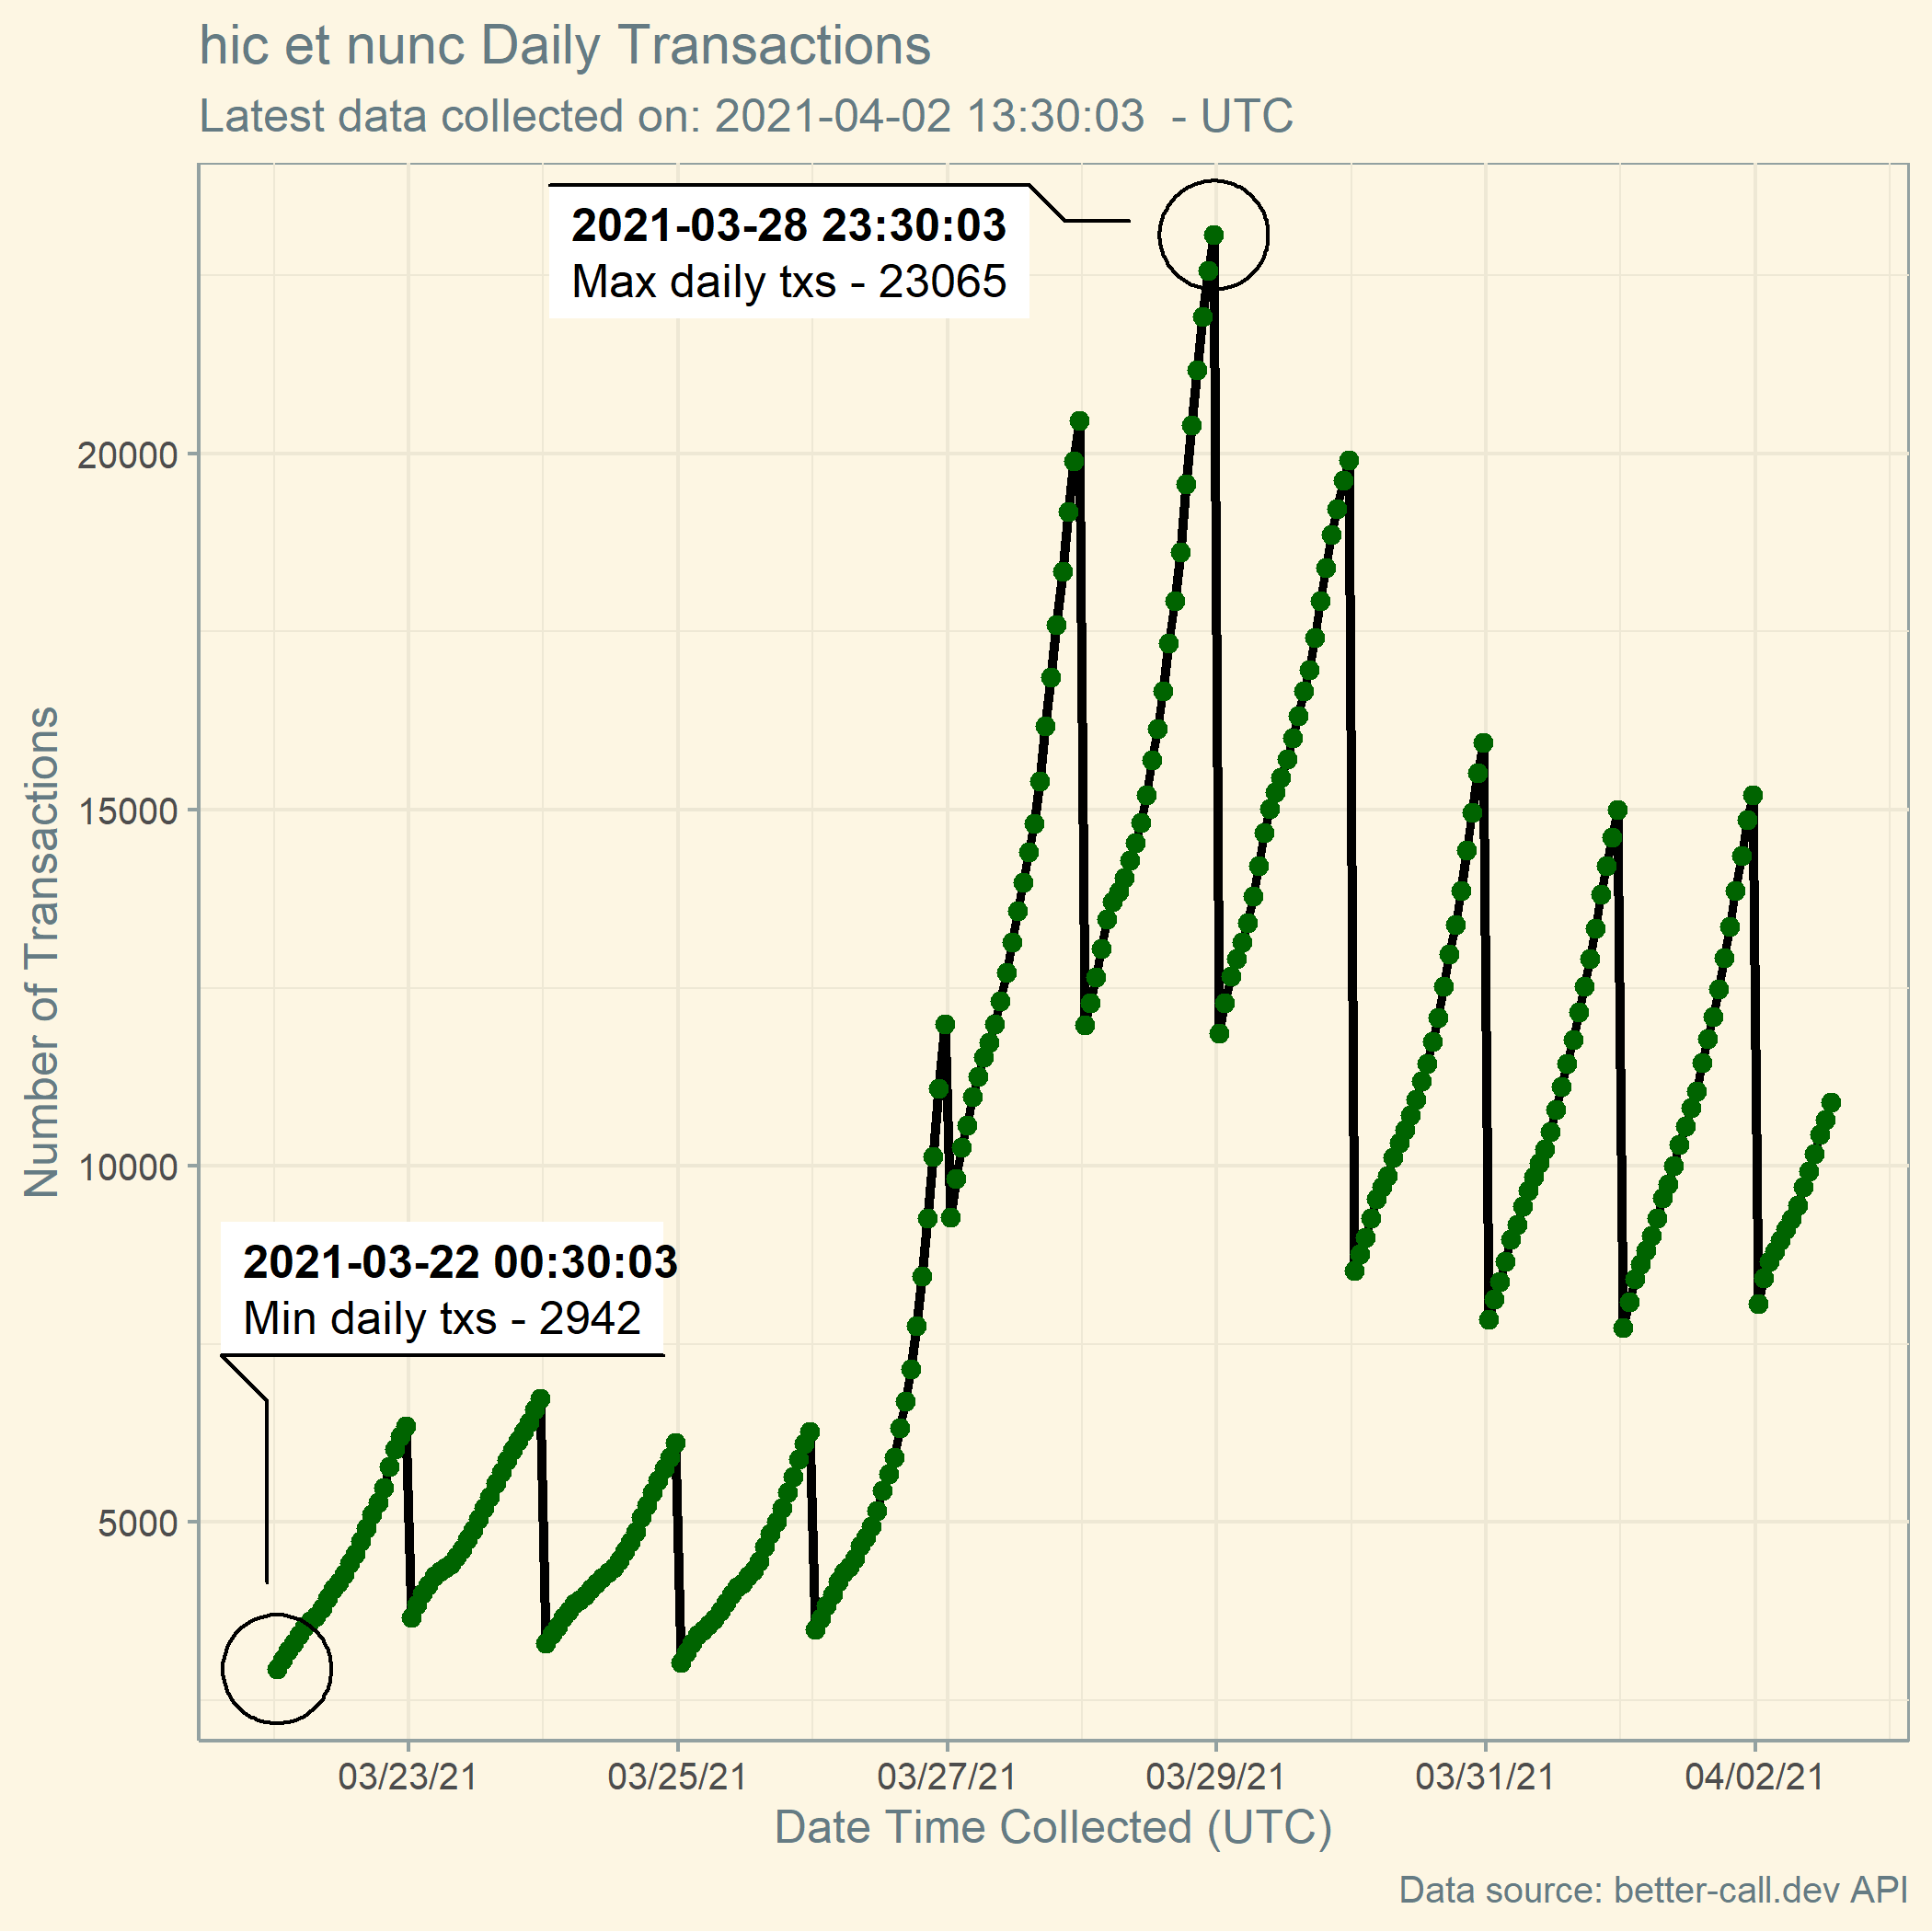 hic et nunc Daily Transactions
Latest data collected on: 2021-04-02 13:30:03  - UTC
2021-03-28 23:30:03
Max daily txs - 23065
20000
15000
10000
5000
Number of Transactions
2021-03-22 00:30:03
Min daily txs - 2942
03/23/21 03/25/21 03/27/21 03/29/21 03/31/21 04/02/21
Date Time Collected (UTC)
Data source: better-call.dev API